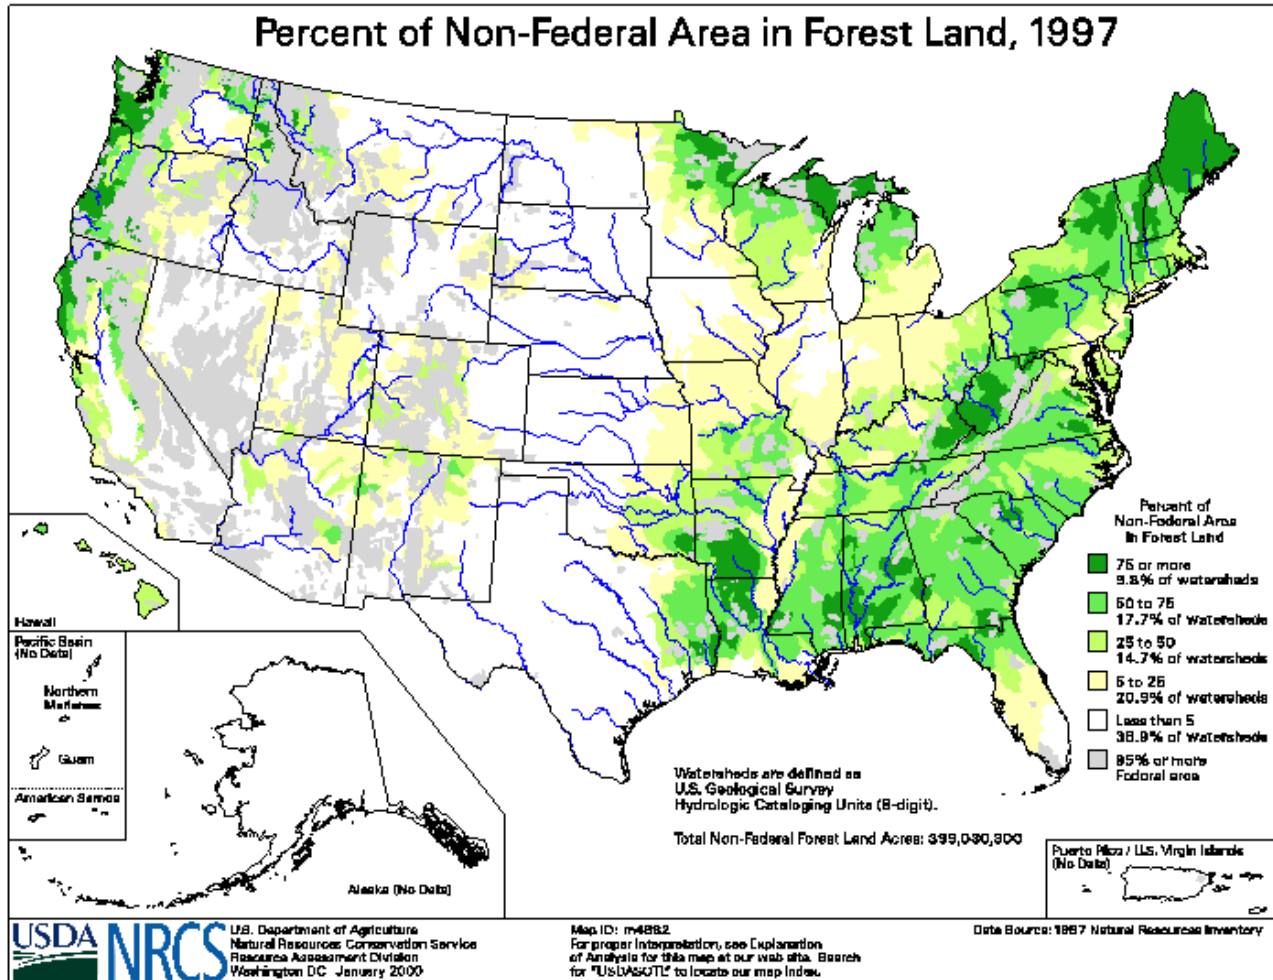 Percent of Non-Federal Area in Forest Land, 1997
Percent of
Non-Federal Area
in Forest Land
75 or more
9.8% of watersheds
50 to 75
17.7% of watersheds
25 to 50
14.7% of watersheds
5 to 25
20.9% of watersheds
Less than 5
36.9% of watersheds
95% or more
Federal area
Hawaii
Pacific Basin
(No Data)
Northern
Marianas
Guam
American Samoa
Alaska (No Data)
Watersheds are defined as
U.S. Geological Survey
Hydrologic Cataloging Units (8-digit).
Total Non-Federal Forest Land Acres:
Puerto Rico / U.S. Virgin Islands
(No Data)
USDA
NRCS
U.S. Department of Agriculture
Natural Resources Conservation Service
Resource Assessment Division
Washington DC January 2000
Map ID:
For proper interpretation, see Explanation
of Analysis for this map at our web site. Search
for "USDASOTL" to locate our map index.
Data Source: 1997 Natural Resources Inventory